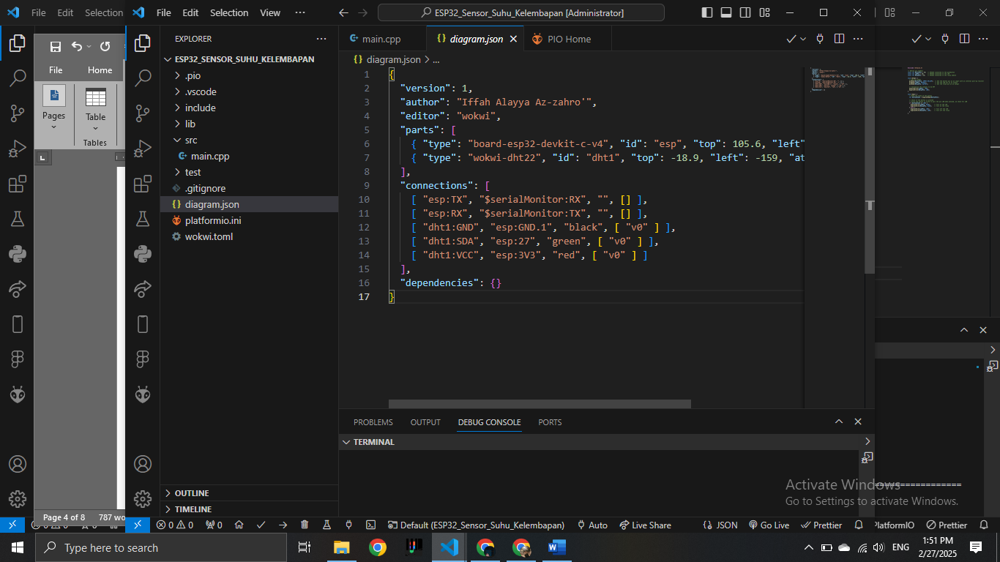 File Edit Selection
File Edit Selection View ···
ESP32_Sensor_Suhu_Kelembapan [Administrator]
File Home
Pages
Table
Tables
EXPLORER
ESP32_SENSOR_SUHU_KELEMBAPAN
.pio
.vscode
include
lib
src
main.cpp
test
.gitignore
diagram.json
platformio.ini
wokwi.toml
OUTLINE
TIMELINE
main.cpp
{} diagram.json
PIO Home
{} diagram.json > ...
1 {
2 "version": 1,
3 "author": "Iffah Alayya Az-zahro'",
4 "editor": "wokwi",
5 "parts": [
6 { "type": "board-esp32-devkit-c-v4", "id": "esp", "top": 105.6, "left"
7 { "type": "wokwi-dht22", "id": "dht1", "top": -18.9, "left": -159, "at
8 ],
9 "connections": [
10 [ "esp:TX", "$serialMonitor:RX", "", [] ],
11 [ "esp:RX", "$serialMonitor:TX", "", [] ],
12 [ "dht1:GND", "esp:GND.1", "black", [ "v0" ] ],
13 [ "dht1:SDA", "esp:27", "green", [ "v0" ] ],
14 [ "dht1:VCC", "esp:3V3", "red", [ "v0" ] ]
15 ],
16 "dependencies": {}
17 }
PROBLEMS OUTPUT DEBUG CONSOLE PORTS
TERMINAL
Activate Windows
Go to Settings to activate Windows.
Page 4 of 8 787 wo
0 0 0 Default (ESP32_Sensor_Suhu_Kelembapan) Auto Live Share {} JSON Go Live Prettier PlatformIO Prettier
Type here to search
ENG
1:51 PM
2/27/2025